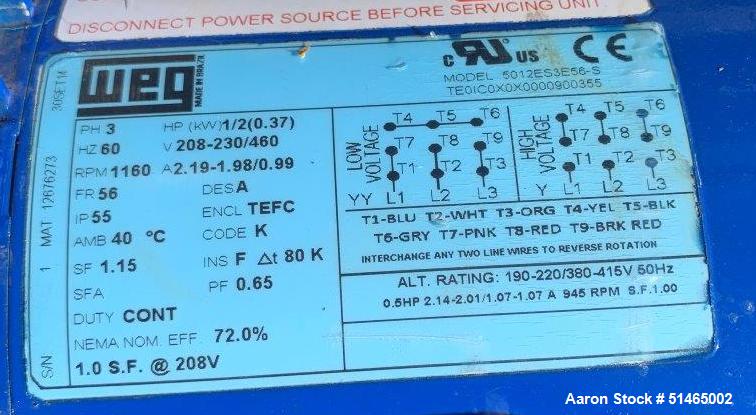 DISCONNECT POWER SOURCE BEFORE SERVICING UNIT.
weg
MADE IN BRAZIL
c RU US CE
MODEL 5012ES3E56-S
TE0IC0X0X0000900355
305ET14
MAT 12676273
1
S/N
PH 3 HP (kW) 1/2(0.37)
HZ 60 V 208-230/460
RPM 1160 A 2.19-1.98/0.99
FR 56 DES A
IP 55 ENCL TEFC
AMB 40 ºC CODE K
SF 1.15 INS F Δt 80 K
SFA PF 0.65
DUTY CONT
NEMA NOM. EFF. 72.0%
1.0 S.F. @ 208V
LOW VOLTAGE
T4 T5 T6
T7 T8 T9
T1 T2 T3
YY L1 L2 L3
HIGH VOLTAGE
T4 T5 T6
T7 T8 T9
T1 T2 T3
Y L1 L2 L3
T1-BLU T2-WHT T3-ORG T4-YEL T5-BLK
T6-GRY T7-PNK T8-RED T9-BRK RED
INTERCHANGE ANY TWO LINE WIRES TO REVERSE ROTATION
ALT. RATING: 190-220/380-415V 50Hz
0.5HP 2.14-2.01/1.07-1.07 A 945 RPM S.F.1.00
Aaron Stock # 51465002